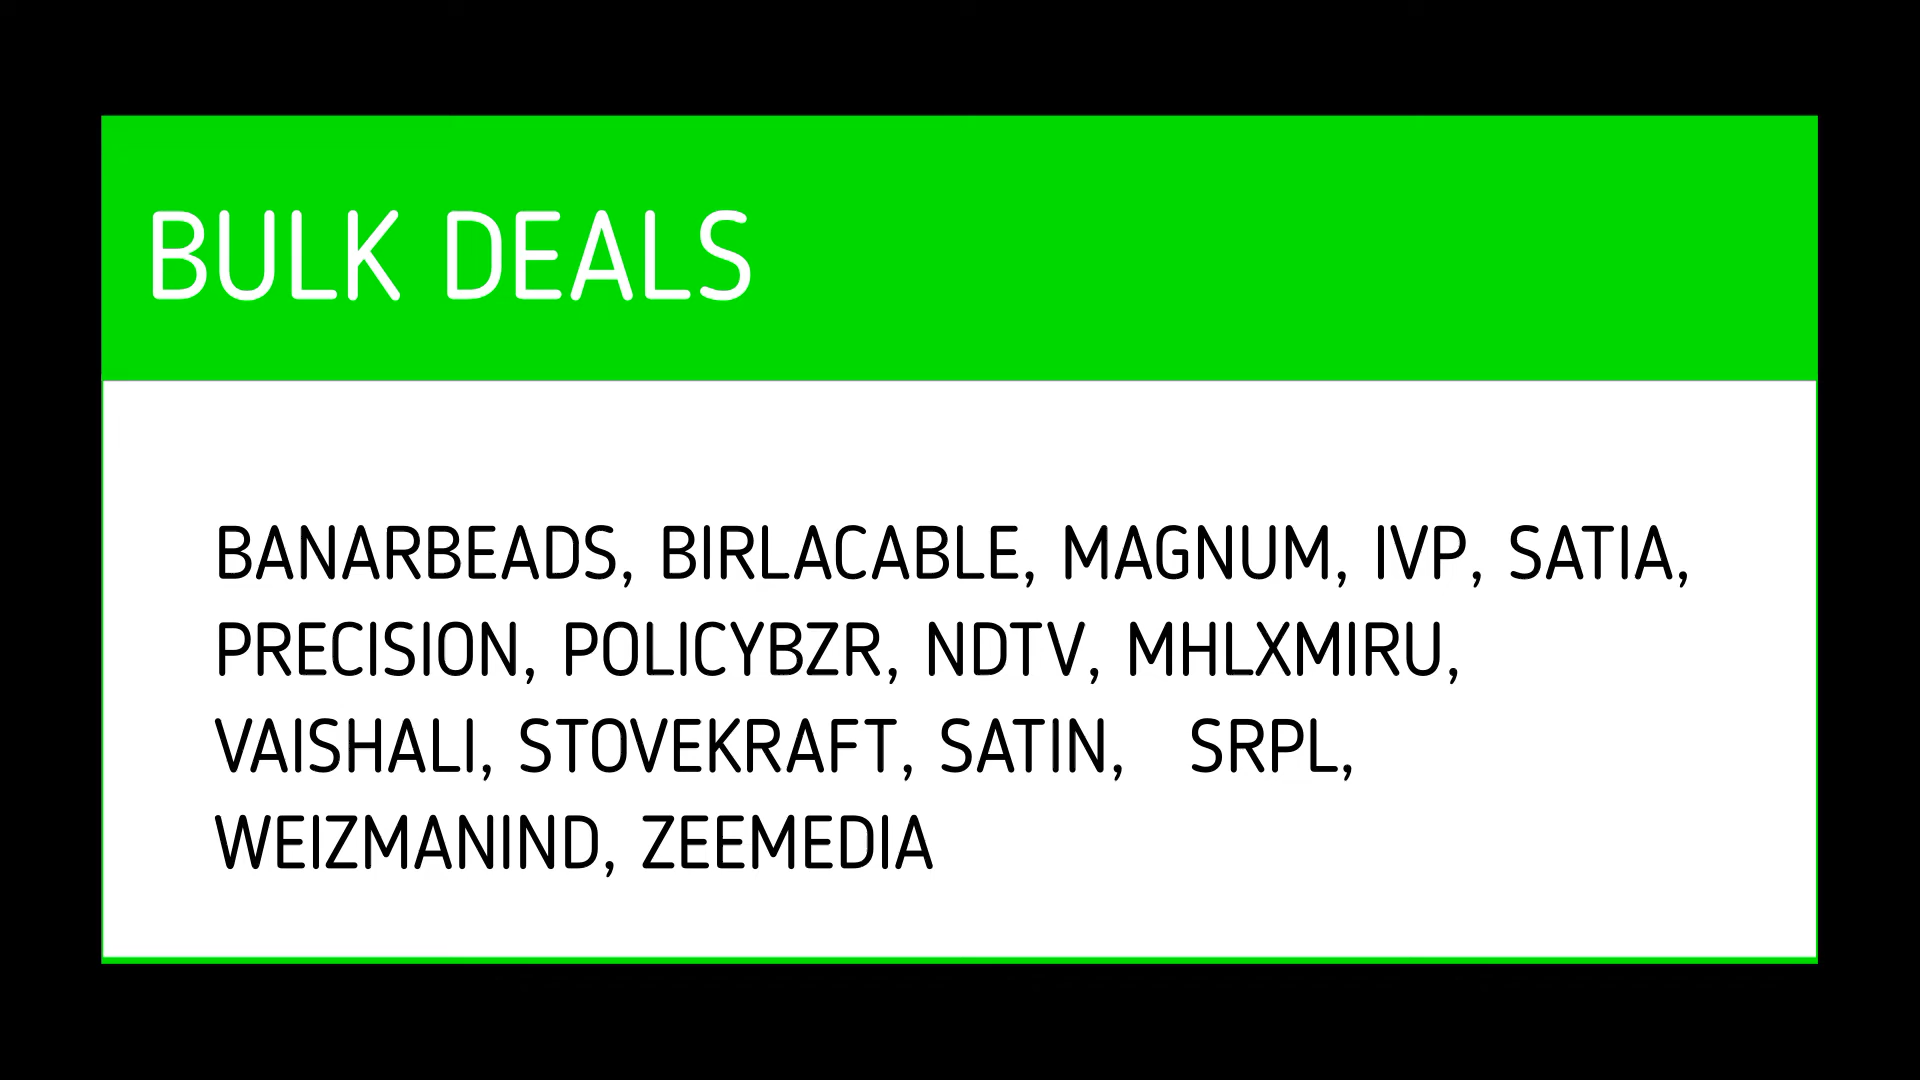 BULK DEALS
BANARBEADS, BIRLACABLE, MAGNUM, IVP, SATIA,
PRECISION, POLICYBZR, NDTV, MHLXMIRU,
VAISHALI, STOVEKRAFT, SATIN,   SRPL,
WEIZMANIND, ZEEMEDIA